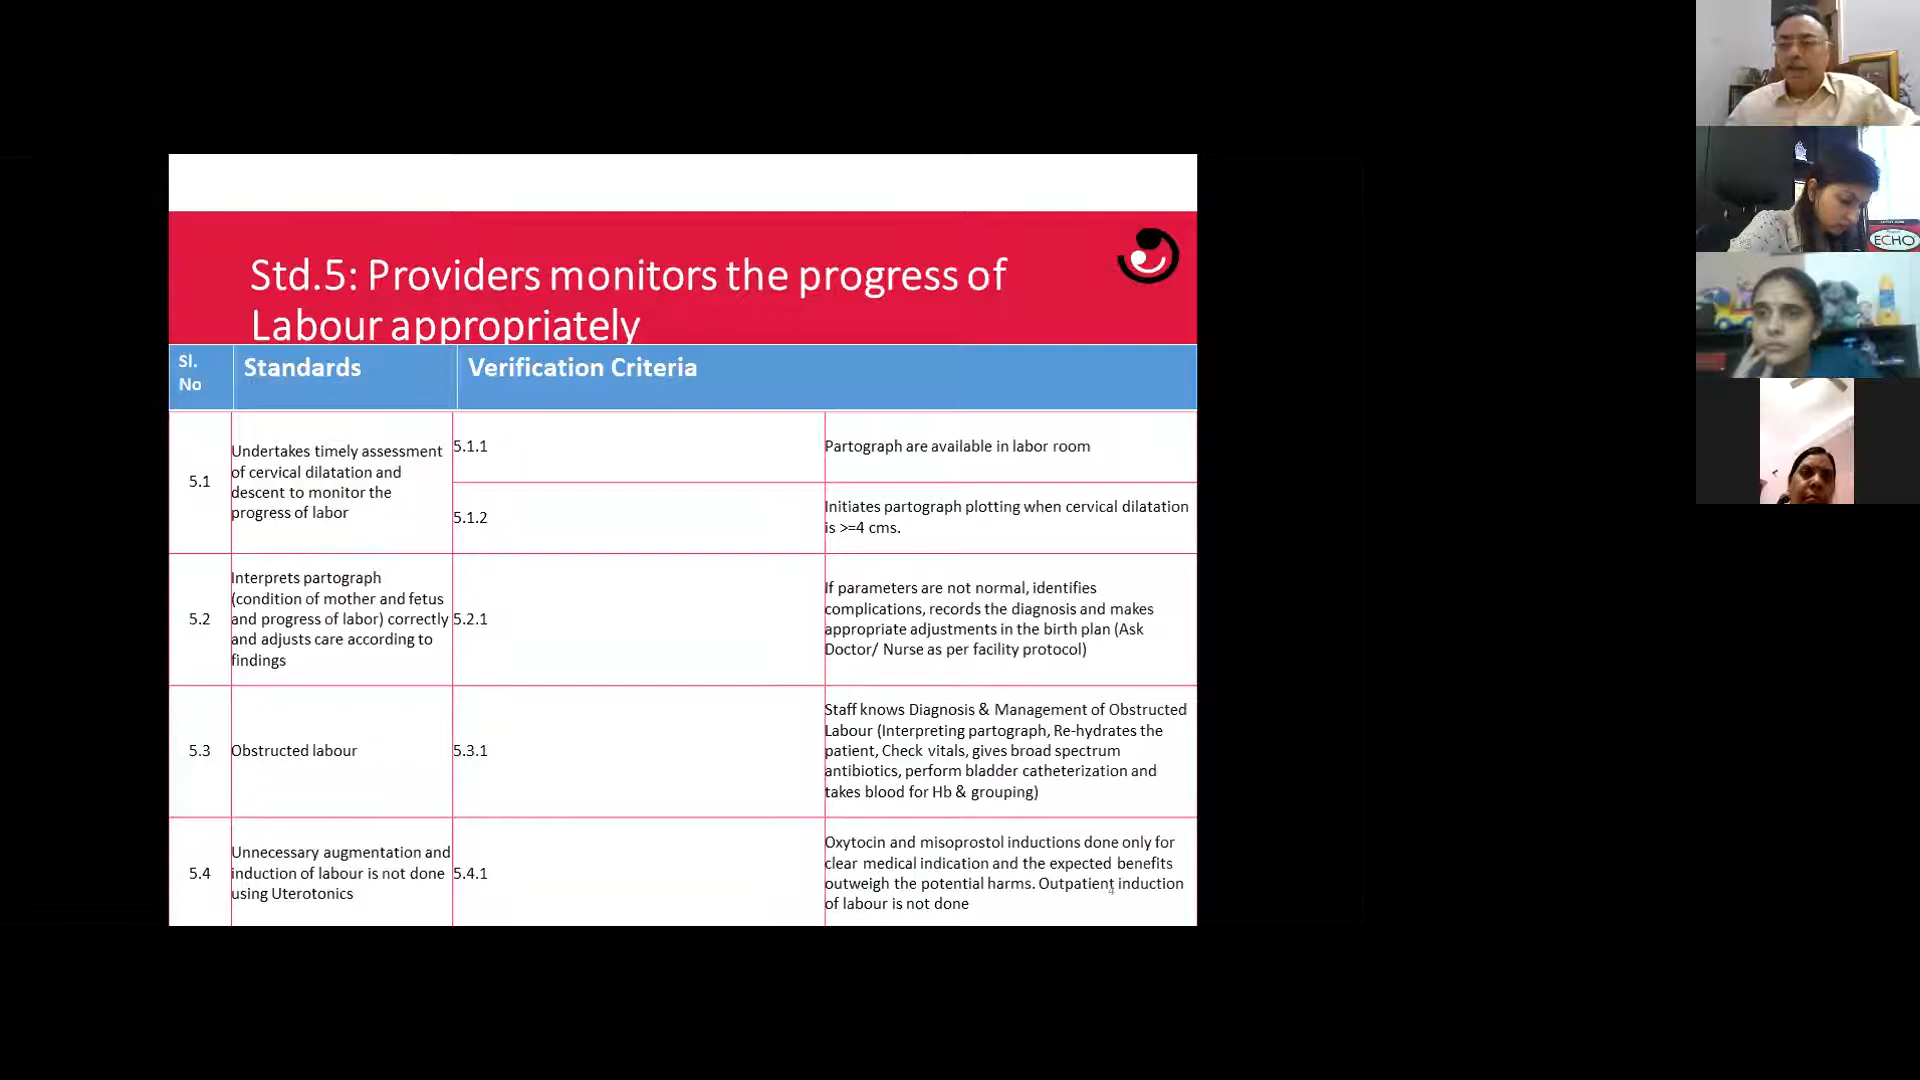 Std.5: Providers monitors the progress of
Labour appropriately
Sl.
No
Standards
Verification Criteria
5.1
Undertakes timely assessment
of cervical dilatation and
descent to monitor the
progress of labor
5.1.1
Partograph are available in labor room
5.1.2
Initiates partograph plotting when cervical dilatation
is >=4 cms.
5.2
Interprets partograph
(condition of mother and fetus
and progress of labor) correctly
and adjusts care according to
findings
5.2.1
If parameters are not normal, identifies
complications, records the diagnosis and makes
appropriate adjustments in the birth plan (Ask
Doctor/ Nurse as per facility protocol)
5.3
Obstructed labour
5.3.1
Staff knows Diagnosis & Management of Obstructed
Labour (Interpreting partograph, Re-hydrates the
patient, Check vitals, gives broad spectrum
antibiotics, perform bladder catheterization and
takes blood for Hb & grouping)
5.4
Unnecessary augmentation and
induction of labour is not done
using Uterotonics
5.4.1
Oxytocin and misoprostol inductions done only for
clear medical indication and the expected benefits
outweigh the potential harms. Outpatient induction
of labour is not done
4
ECHO